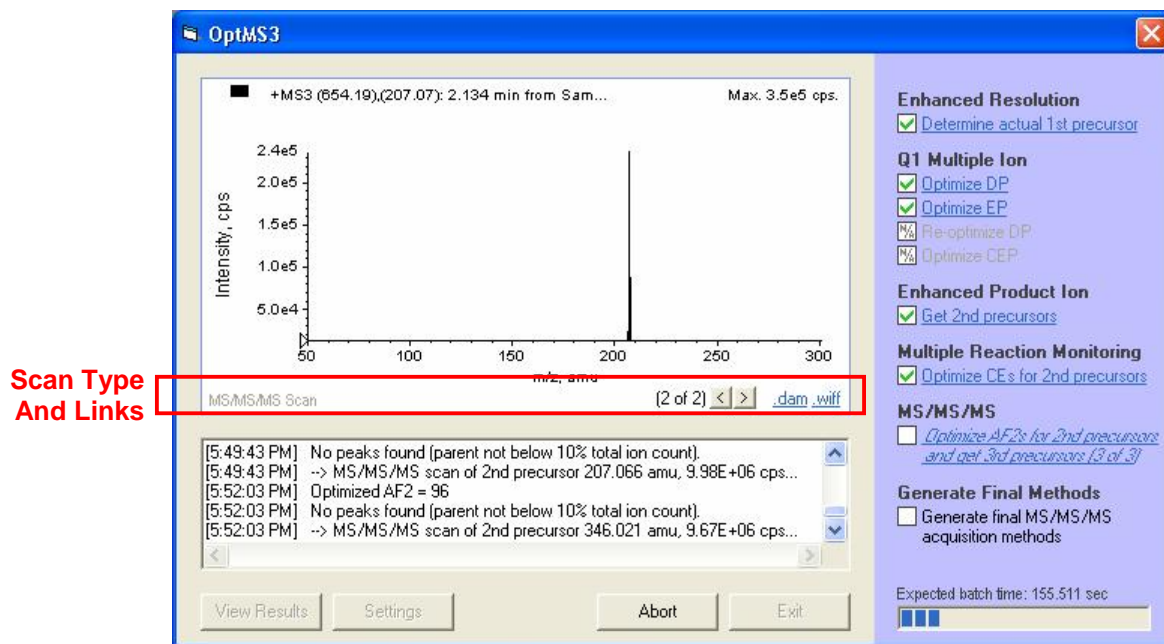 OptMS3
+MS3 (654.19),(207.07): 2.134 min from Sam...
Max. 3.5e5 cps.
Intensity, cps
2.4e5
2.0e5
1.5e5
1.0e5
5.0e4
50 100 150 200 250 300
m/z, amu
Scan Type
And Links
MS/MS/MS Scan
(2 of 2) < > .dam .wiff
[5:49:43 PM] No peaks found (parent not below 10% total ion count).
[5:49:43 PM] --> MS/MS/MS scan of 2nd precursor 207.066 amu, 9.98E+06 cps...
[5:52:03 PM] Optimized AF2 = 96
[5:52:03 PM] No peaks found (parent not below 10% total ion count).
[5:52:03 PM] --> MS/MS/MS scan of 2nd precursor 346.021 amu, 9.67E+06 cps...
View Results
Settings
Abort
Exit
Enhanced Resolution
Determine actual 1st precursor
Q1 Multiple Ion
Optimize DP
Optimize EP
N/A Re-optimize DP
N/A Optimize CEP
Enhanced Product Ion
Get 2nd precursors
Multiple Reaction Monitoring
Optimize CEs for 2nd precursors
MS/MS/MS
Optimize AF2s for 2nd precursors
and get 3rd precursors (3 of 3)
Generate Final Methods
Generate final MS/MS/MS
acquisition methods
Expected batch time: 155.511 sec